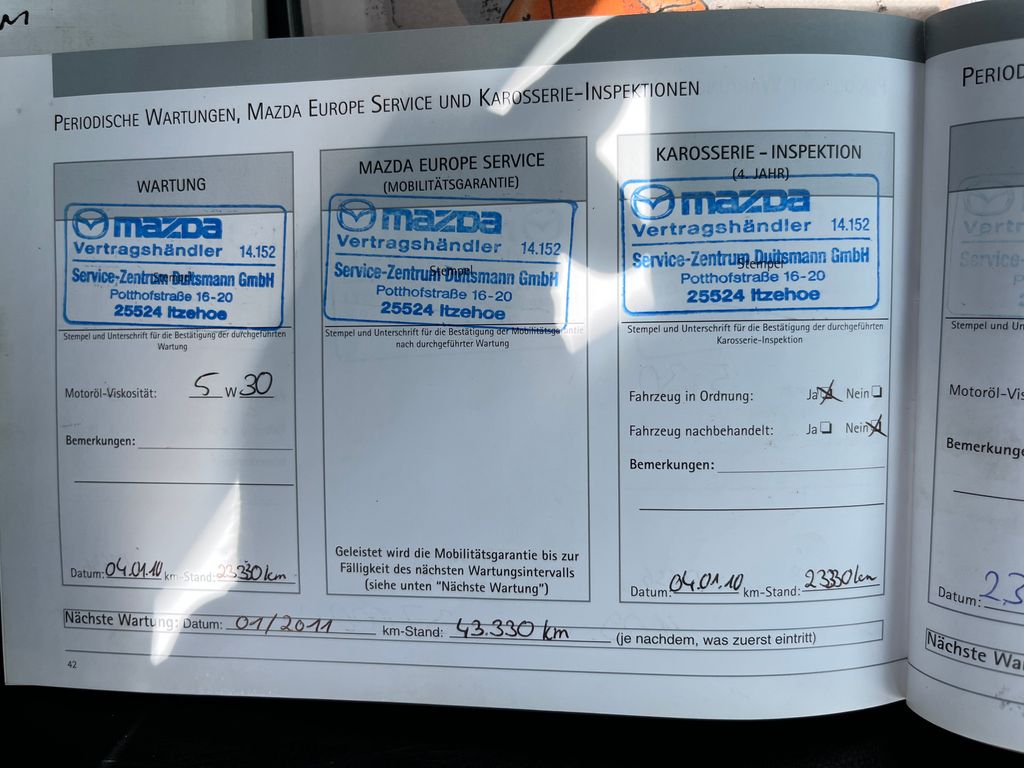 PERIODISCHE WARTUNGEN, MAZDA EUROPE SERVICE UND KAROSSERIE-INSPEKTIONEN
WARTUNG
mazda
Vertragshändler 14.152
Stempel
Service-Zentrum Duitsmann GmbH
Potthofstraße 16-20
25524 Itzehoe
Stempel und Unterschrift für die Bestätigung der durchgeführten
Wartung
Motoröl-Viskosität: 5 W 30
Bemerkungen:
Datum: 04.01.10 km-Stand: 23330 km
MAZDA EUROPE SERVICE
(MOBILITÄTSGARANTIE)
mazda
Vertragshändler 14.152
Stempel
Service-Zentrum Duitsmann GmbH
Potthofstraße 16-20
25524 Itzehoe
Stempel und Unterschrift für die Bestätigung der Mobilitätsgarantie
nach durchgeführter Wartung
Geleistet wird die Mobilitätsgarantie bis zur
Fälligkeit des nächsten Wartungsintervalls
(siehe unten "Nächste Wartung")
KAROSSERIE - INSPEKTION
(4. JAHR)
mazda
Vertragshändler 14.152
Stempel
Service-Zentrum Duitsmann GmbH
Potthofstraße 16-20
25524 Itzehoe
Stempel und Unterschrift für die Bestätigung der durchgeführten
Karosserie-Inspektion
Fahrzeug in Ordnung: Ja Nein
Fahrzeug nachbehandelt: Ja Nein
Bemerkungen:
Datum: 04.01.10 km-Stand: 2330 km
Nächste Wartung: Datum: 01/2011 km-Stand: 43.330 km (je nachdem, was zuerst eintritt)
42
PERIOD
Stempel und Un
Motoröl-Vis
Bemerkunge
Datum: 23
Nächste Wa